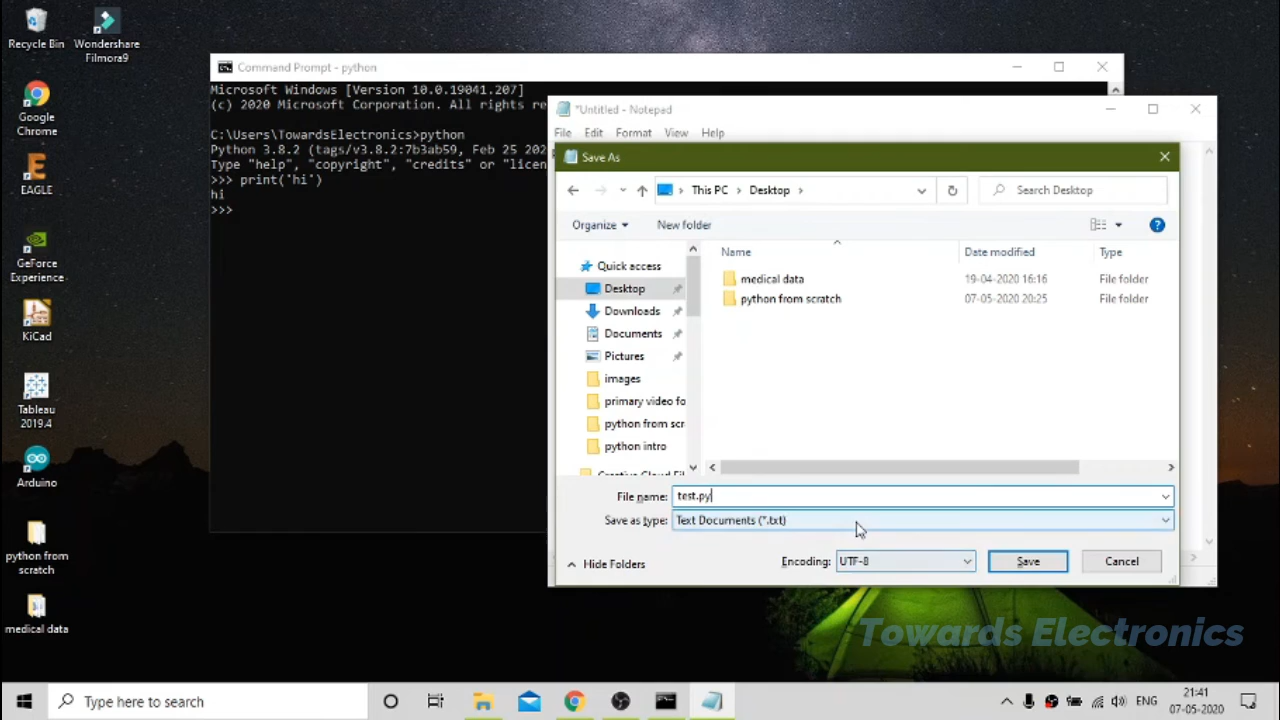 Recycle Bin
Wondershare
Filmora9
Google
Chrome
EAGLE
GeForce
Experience
KiCad
Tableau
2019.4
Arduino
python from
scratch
medical data
Command Prompt - python
Microsoft Windows [Version 10.0.19041.207]
(c) 2020 Microsoft Corporation. All rights re
C:\Users\TowardsElectronics>python
Python 3.8.2 (tags/v3.8.2:7b3ab59, Feb 25 202
Type "help", "copyright", "credits" or "licen
>>> print('hi')
hi
>>>
*Untitled - Notepad
File Edit Format View Help
Save As
This PC > Desktop >
Search Desktop
Organize New folder
Name Date modified Type
medical data 19-04-2020 16:16 File folder
python from scratch 07-05-2020 20:25 File folder
Quick access
Desktop
Downloads
Documents
Pictures
images
primary video fo
python from scr
python intro
File name: test.py
Save as type: Text Documents (*.txt)
Hide Folders Encoding: UTF-8 Save Cancel
Towards Electronics
Type here to search
ENG
21:41
07-05-2020